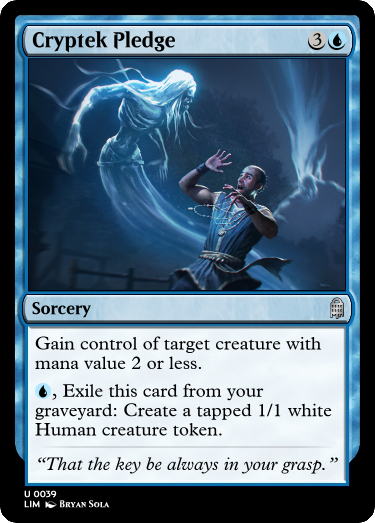 Cryptek Pledge 3
Sorcery
Gain control of target creature with
mana value 2 or less.
, Exile this card from your
graveyard: Create a tapped 1/1 white
Human creature token.
“That the key be always in your grasp.”
U 0039
LIM Bryan Sola